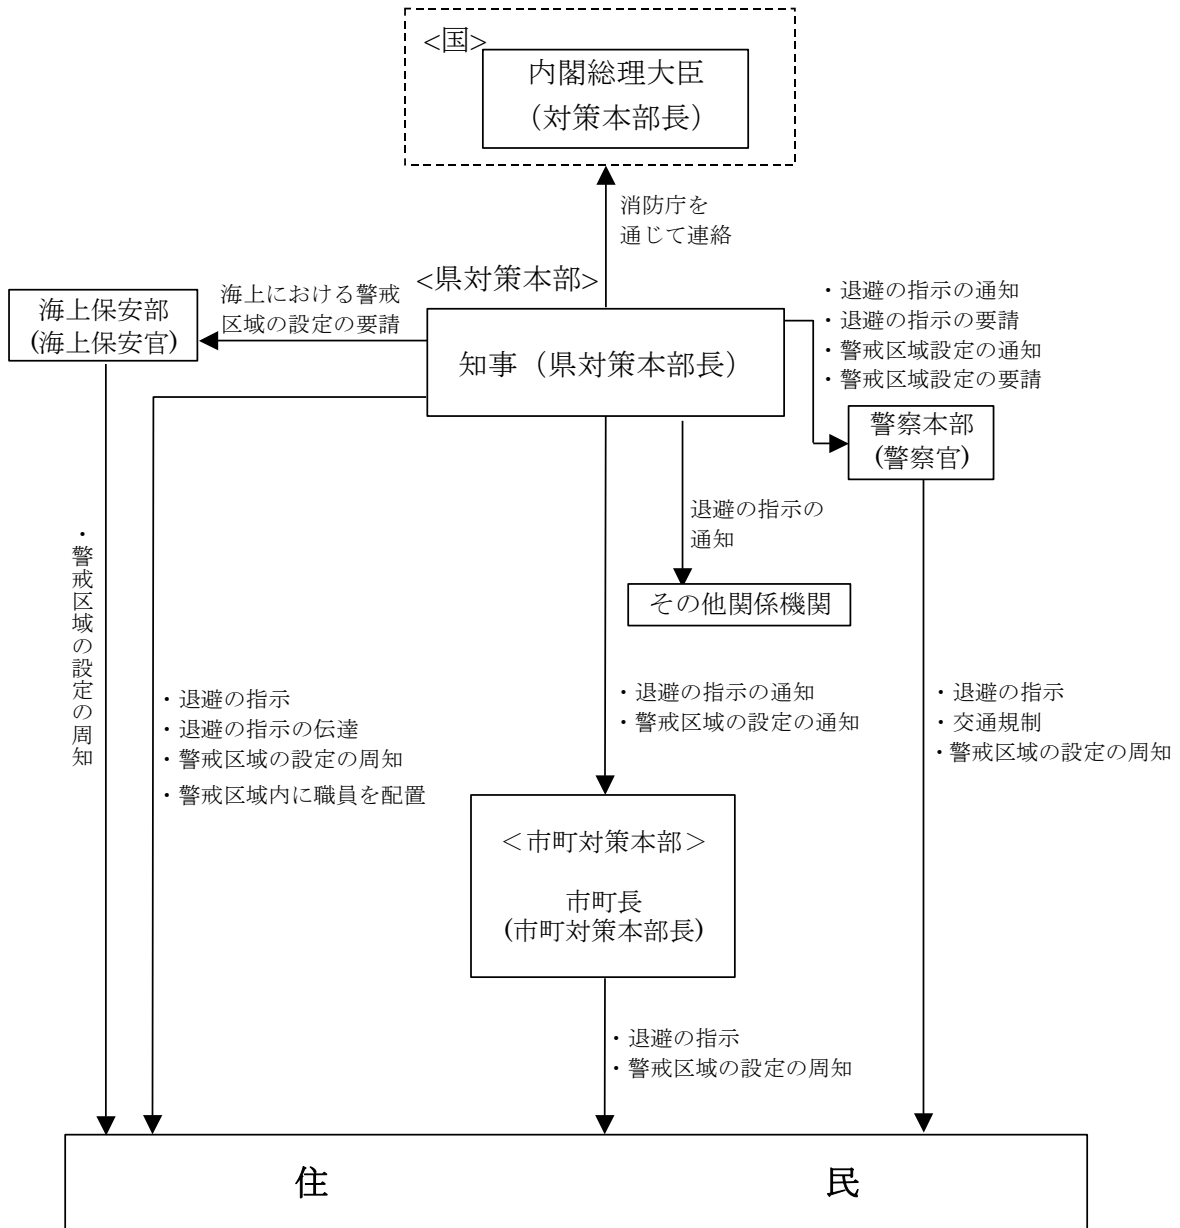 <国>
内閣総理大臣
（対策本部長）
消防庁を
通じて連絡
<県対策本部>
海上における警戒
区域の設定の要請
海上保安部
(海上保安官)
知事（県対策本部長）
・退避の指示の通知
・退避の指示の要請
・警戒区域設定の通知
・警戒区域設定の要請
警察本部
(警察官)
退避の指示の
通知
その他関係機関
・警戒区域の設定の周知
・退避の指示
・退避の指示の伝達
・警戒区域の設定の周知
・警戒区域内に職員を配置
・退避の指示の通知
・警戒区域の設定の通知
・退避の指示
・交通規制
・警戒区域の設定の周知
＜市町対策本部＞
市町長
(市町対策本部長)
・退避の指示
・警戒区域の設定の周知
住 民